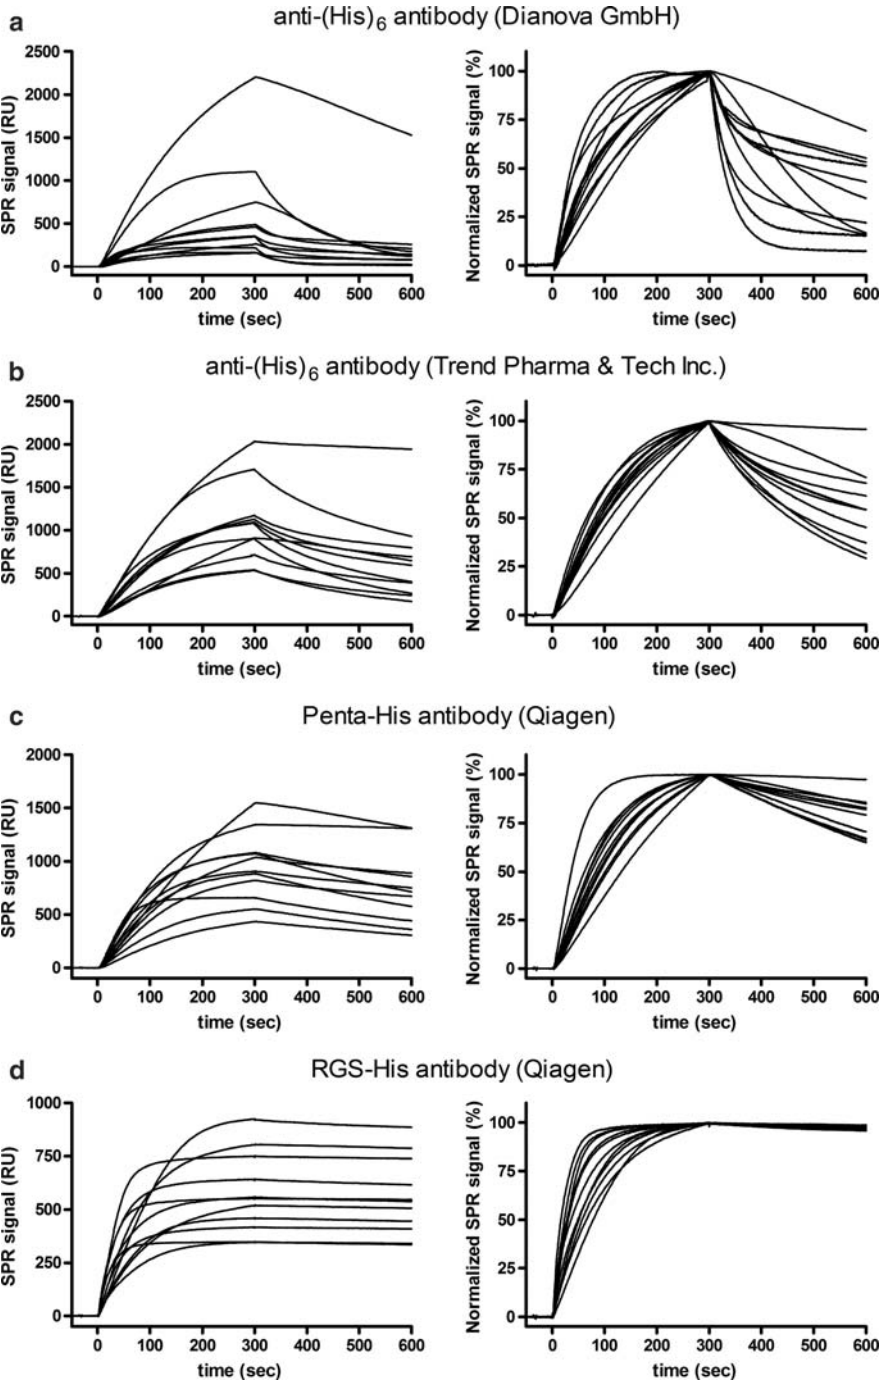 a
anti-(His)6 antibody (Dianova GmbH)
SPR signal (RU)
2500
2000
1500
1000
500
0
0 100 200 300 400 500 600
time (sec)
Normalized SPR signal (%)
100
75
50
25
0
0 100 200 300 400 500 600
time (sec)
b
anti-(His)6 antibody (Trend Pharma & Tech Inc.)
SPR signal (RU)
2500
2000
1500
1000
500
0
0 100 200 300 400 500 600
time (sec)
Normalized SPR signal (%)
100
75
50
25
0
0 100 200 300 400 500 600
time (sec)
c
Penta-His antibody (Qiagen)
SPR signal (RU)
2000
1500
1000
500
0
0 100 200 300 400 500 600
time (sec)
Normalized SPR signal (%)
100
75
50
25
0
0 100 200 300 400 500 600
time (sec)
d
RGS-His antibody (Qiagen)
SPR signal (RU)
1000
750
500
250
0
0 100 200 300 400 500 600
time (sec)
Normalized SPR signal (%)
100
75
50
25
0
0 100 200 300 400 500 600
time (sec)